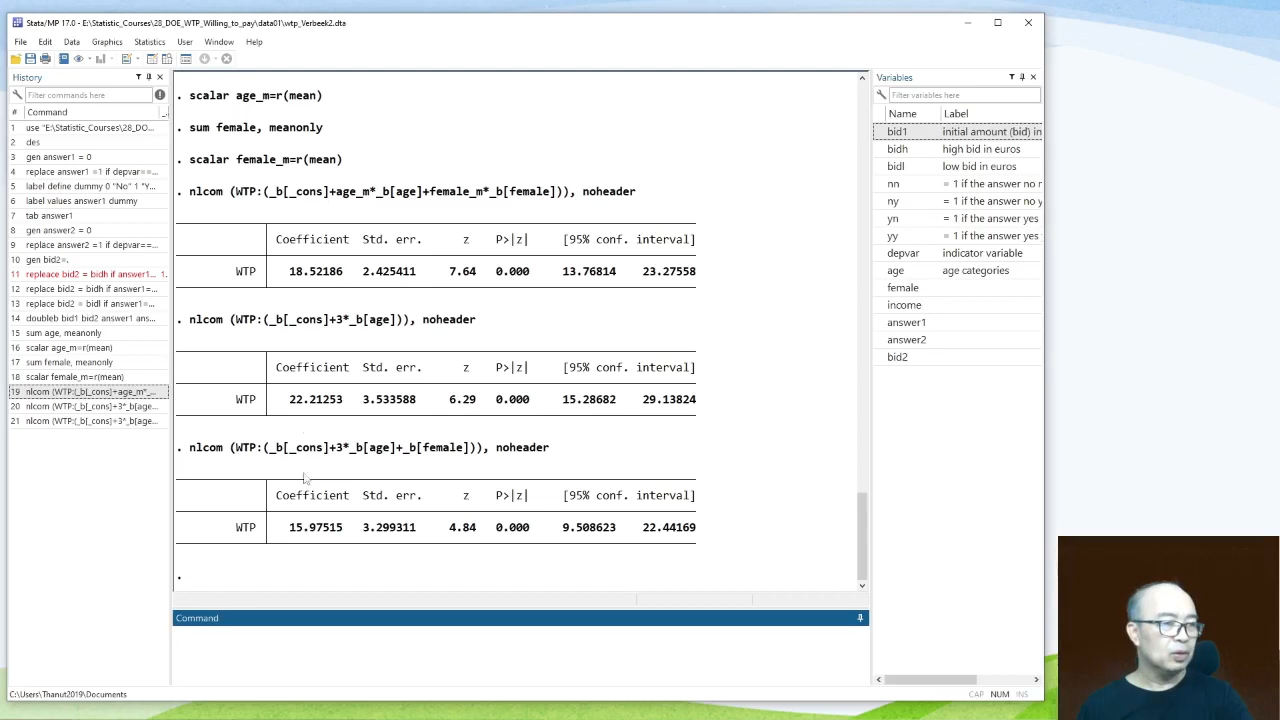 Stata/MP 17.0 - E:\Statistic_Courses\28_DOE_WTP_Willing_to_pay\data01\wtp_Verbeek2.dta
File Edit Data Graphics Statistics User Window Help
History
Filter commands here
# Command
1 use "E:\Statistic_Courses\28_DO...
2 des
3 gen answer1 = 0
4 replace answer1 =1 if depvar==...
5 label define dummy 0 "No" 1 "Y...
6 label values answer1 dummy
7 tab answer1
8 gen answer2 = 0
9 replace answer2 =1 if depvar==...
10 gen bid2=.
11 repleace bid2 = bidh if answer1... 1.
12 replace bid2 = bidh if answer1=...
13 replace bid2 = bidl if answer1=...
14 doubleb bid1 bid2 answer1 ans...
15 sum age, meanonly
16 scalar age_m=r(mean)
17 sum female, meanonly
18 scalar female_m=r(mean)
19 nlcom (WTP:(_b[_cons]+age_m*_...
20 nlcom (WTP:(_b[_cons]+3*_b[age...
21 nlcom (WTP:(_b[_cons]+3*_b[age...
. scalar age_m=r(mean)
. sum female, meanonly
. scalar female_m=r(mean)
. nlcom (WTP:(_b[_cons]+age_m*_b[age]+female_m*_b[female])), noheader
Coefficient Std. err. z P>|z| [95% conf. interval]
WTP 18.52186 2.425411 7.64 0.000 13.76814 23.27558
. nlcom (WTP:(_b[_cons]+3*_b[age])), noheader
Coefficient Std. err. z P>|z| [95% conf. interval]
WTP 22.21253 3.533588 6.29 0.000 15.28682 29.13824
. nlcom (WTP:(_b[_cons]+3*_b[age]+_b[female])), noheader
Coefficient Std. err. z P>|z| [95% conf. interval]
WTP 15.97515 3.299311 4.84 0.000 9.508623 22.44169
.
Command
Variables
Filter variables here
Name Label
bid1 initial amount (bid) in
bidh high bid in euros
bidl low bid in euros
nn = 1 if the answer no r
ny = 1 if the answer no y
yn = 1 if the answer yes
yy = 1 if the answer yes
depvar indicator variable
age age categories
female
income
answer1
answer2
bid2
C:\Users\Thanut2019\Documents
CAP NUM INS